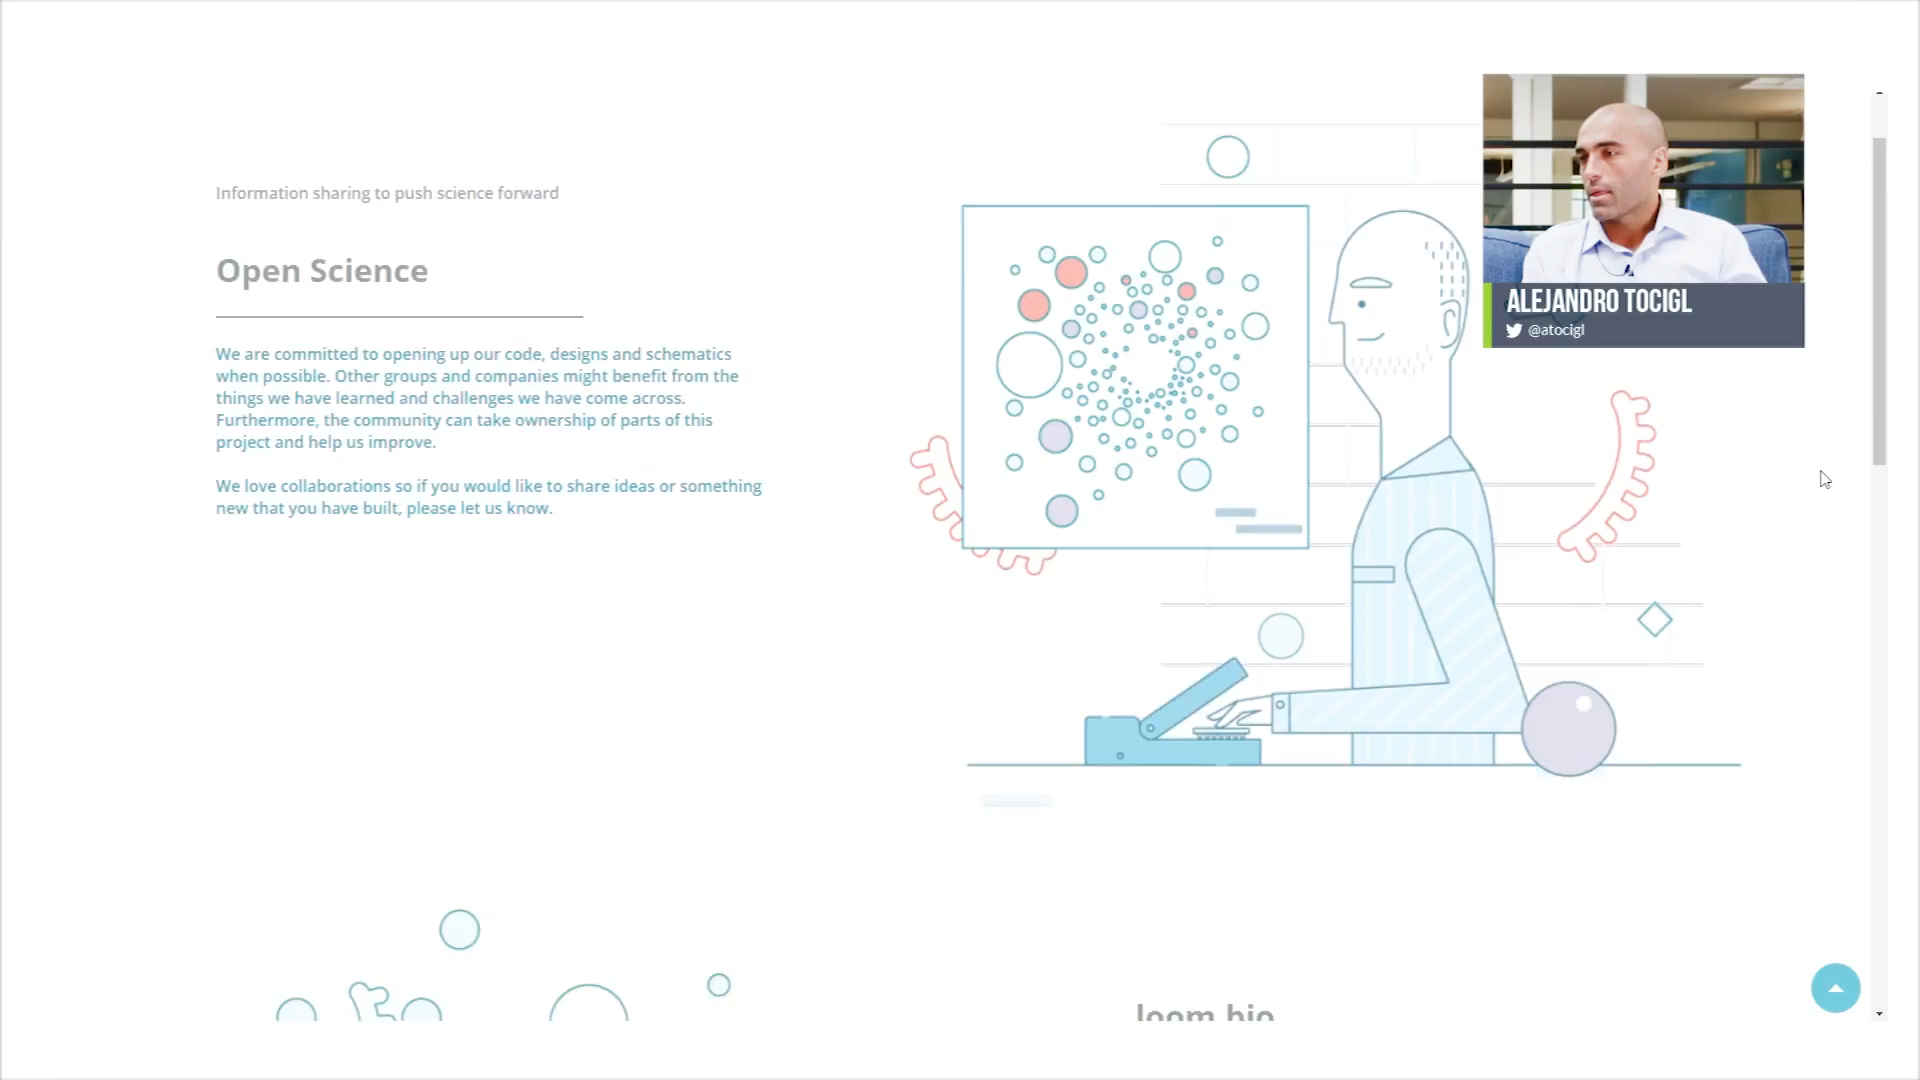 Information sharing to push science forward
Open Science
We are committed to opening up our code, designs and schematics
when possible. Other groups and companies might benefit from the
things we have learned and challenges we have come across.
Furthermore, the community can take ownership of parts of this
project and help us improve.
We love collaborations so if you would like to share ideas or something
new that you have built, please let us know.
ALEJANDRO TOCIGL
@atocigl
loom bio